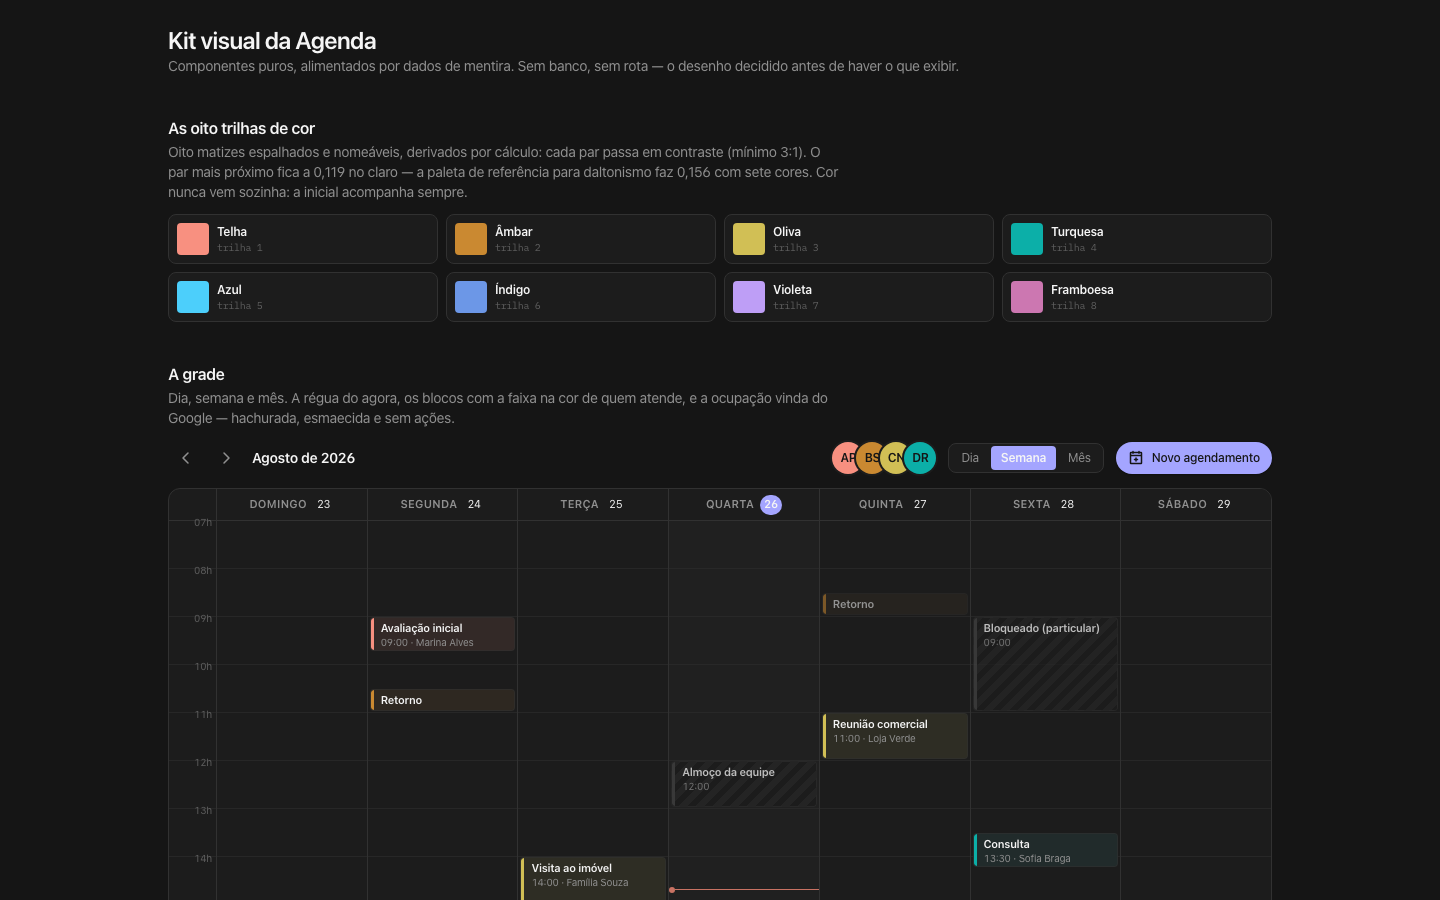 Kit visual da Agenda
Componentes puros, alimentados por dados de mentira. Sem banco, sem rota — o desenho decidido antes de haver o que exibir.
As oito trilhas de cor
Oito matizes espalhados e nomeáveis, derivados por cálculo: cada par passa em contraste (mínimo 3:1). O
par mais próximo fica a 0,119 no claro — a paleta de referência para daltonismo faz 0,156 com sete cores. Cor
nunca vem sozinha: a inicial acompanha sempre.
Telha
trilha 1
Âmbar
trilha 2
Oliva
trilha 3
Turquesa
trilha 4
Azul
trilha 5
Índigo
trilha 6
Violeta
trilha 7
Framboesa
trilha 8
A grade
Dia, semana e mês. A régua do agora, os blocos com a faixa na cor de quem atende, e a ocupação vinda do
Google — hachurada, esmaecida e sem ações.
Agosto de 2026
BS CN DR
Dia Semana Mês
Novo agendamento
DOMINGO 23 SEGUNDA 24 TERÇA 25 QUARTA 26 QUINTA 27 SEXTA 28 SÁBADO 29
07h
08h
Retorno
09h
Avaliação inicial
09:00 · Marina Alves
Bloqueado (particular)
09:00
10h
Retorno
11h
Reunião comercial
11:00 · Loja Verde
12h
Almoço da equipe
12:00
13h
Consulta
13:30 · Sofia Braga
14h
Visita ao imóvel
14:00 · Família Souza